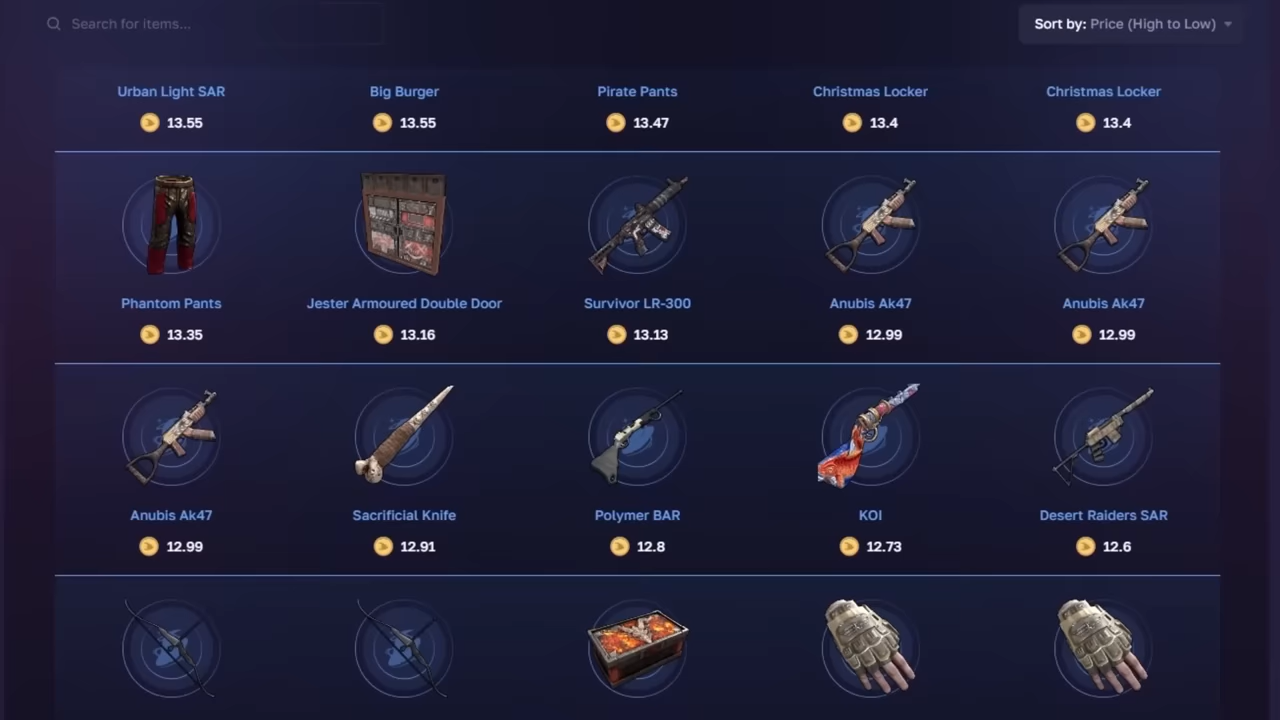 Search for items...
Sort by: Price (High to Low)
Urban Light SAR
Big Burger
Pirate Pants
Christmas Locker
Christmas Locker
13.55
13.55
13.47
13.4
13.4
Phantom Pants
Jester Armoured Double Door
Survivor LR-300
Anubis Ak47
Anubis Ak47
13.35
13.16
13.13
12.99
12.99
Anubis Ak47
Sacrificial Knife
Polymer BAR
KOI
Desert Raiders SAR
12.99
12.91
12.8
12.73
12.6